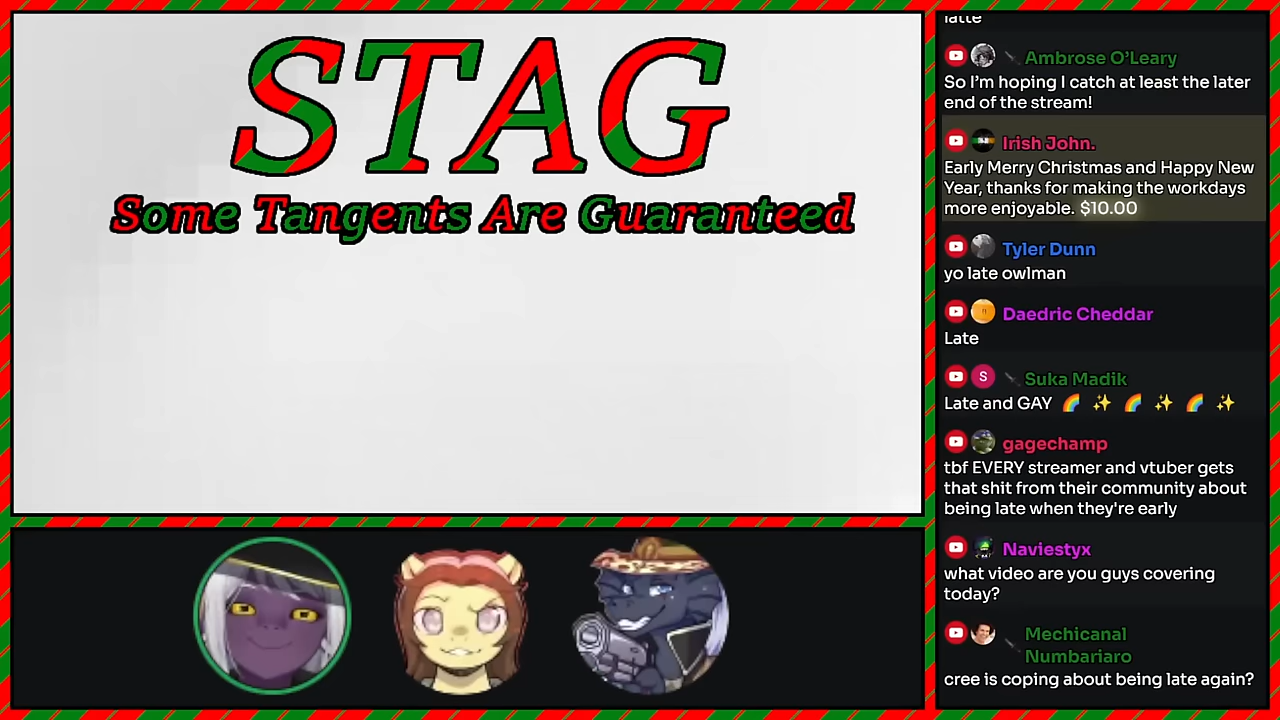 STAG
Some Tangents Are Guaranteed
latte
Ambrose O’Leary
So I’m hoping I catch at least the later
end of the stream!
Irish John.
Early Merry Christmas and Happy New
Year, thanks for making the workdays
more enjoyable. $10.00
Tyler Dunn
yo late owlman
Daedric Cheddar
Late
S
Suka Madik
Late and GAY 🌈 ✨ 🌈 ✨ 🌈 ✨
gagechamp
tbf EVERY streamer and vtuber gets
that shit from their community about
being late when they're early
Naviestyx
what video are you guys covering
today?
Mechicanal
Numbariaro
cree is coping about being late again?